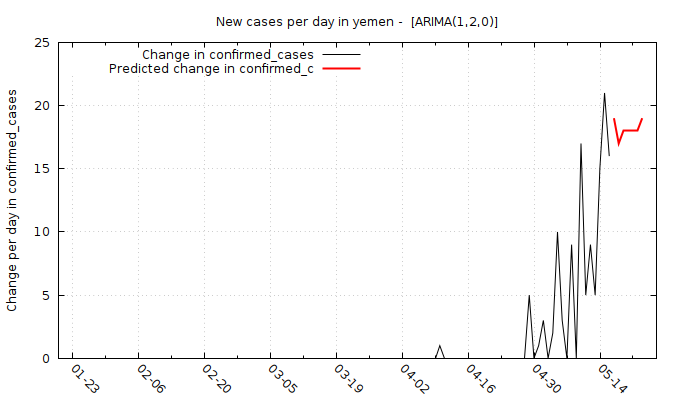 New cases per day in yemen -  [ARIMA(1,2,0)]
Change in confirmed_cases
Predicted change in confirmed_c
Change per day in confirmed_cases
25
20
15
10
5
0
01-23 02-06 02-20 03-05 03-19 04-02 04-16 04-30 05-14